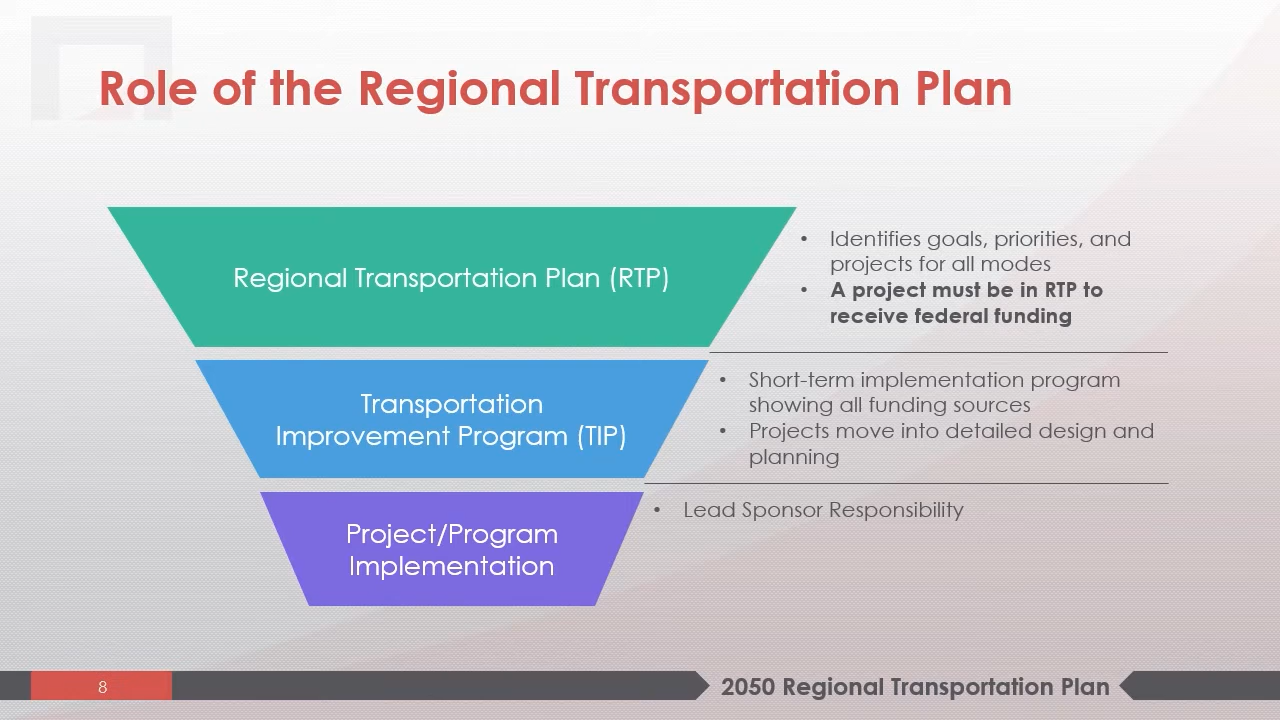 Role of the Regional Transportation Plan
Regional Transportation Plan (RTP)
• Identifies goals, priorities, and
projects for all modes
• A project must be in RTP to
receive federal funding
Transportation
Improvement Program (TIP)
• Short-term implementation program
showing all funding sources
• Projects move into detailed design and
planning
Project/Program
Implementation
• Lead Sponsor Responsibility
8
2050 Regional Transportation Plan